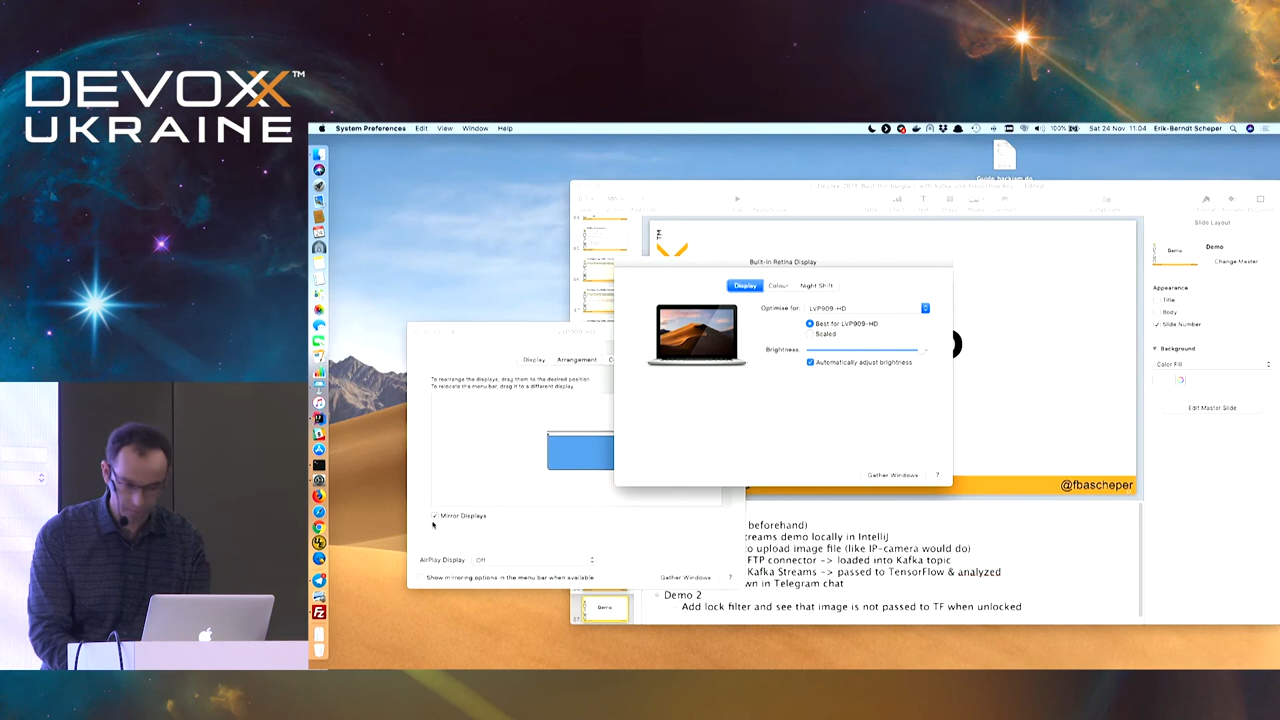 DEVOXX™
UKRAINE
System Preferences Edit View Window Help
100% Sat 24 Nov 11:04 Erik-Berndt Scheper
Built-in Retina Display
Display Colour Night Shift
Optimise for: LVP909-HD
Best for LVP909-HD
Scaled
Brightness:
Automatically adjust brightness
Gather Windows ?
Display Arrangement
To rearrange the displays, drag them to the desired position.
To relocate the menu bar, drag it to a different display.
Mirror Displays
AirPlay Display Off
Show mirroring options in the menu bar when available
Gather Windows ?
Slide Layout
Demo
Demo
Change Master
Appearance
Title
Body
Slide Number
Background
Color Fill
Edit Master Slide
TM
@fbascheper
beforehand)
streams demo locally in IntelliJ
to upload image file (like IP-camera would do)
FTP connector -> loaded into Kafka topic
Kafka Streams -> passed to TensorFlow & analyzed
wn in Telegram chat
Demo 2
Add lock filter and see that image is not passed to TF when unlocked
Demo